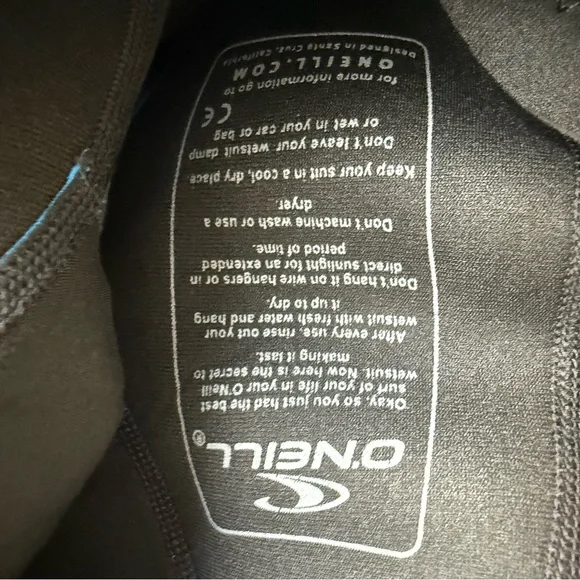 O'NEILL®
Okay, so you just had the best
surf of your life in your O'Neill
wetsuit. Now here is the secret to
making it last.
After every use, rinse out your
wetsuit with fresh water and hang
it up to dry.
Don't hang it on wire hangers or in
direct sunlight for an extended
period of time.
Don't machine wash or use a
dryer.
Keep your suit in a cool, dry place.
Don't leave your wetsuit damp
or wet in your car or bag
CE
for more information go to
ONEILL.COM
Designed in Santa Cruz, California